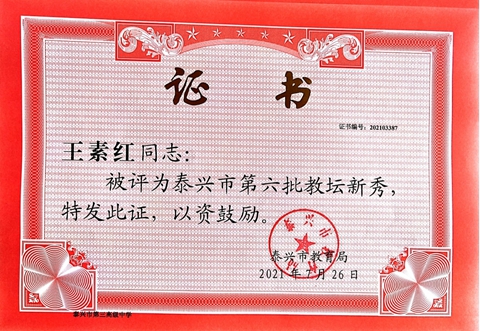 证书
证书编号：202103387
王素红同志：
被评为泰兴市第六批教坛新秀，
特发此证，以资鼓励。
泰兴市教育局
2021年7月26日
泰兴市第三高级中学